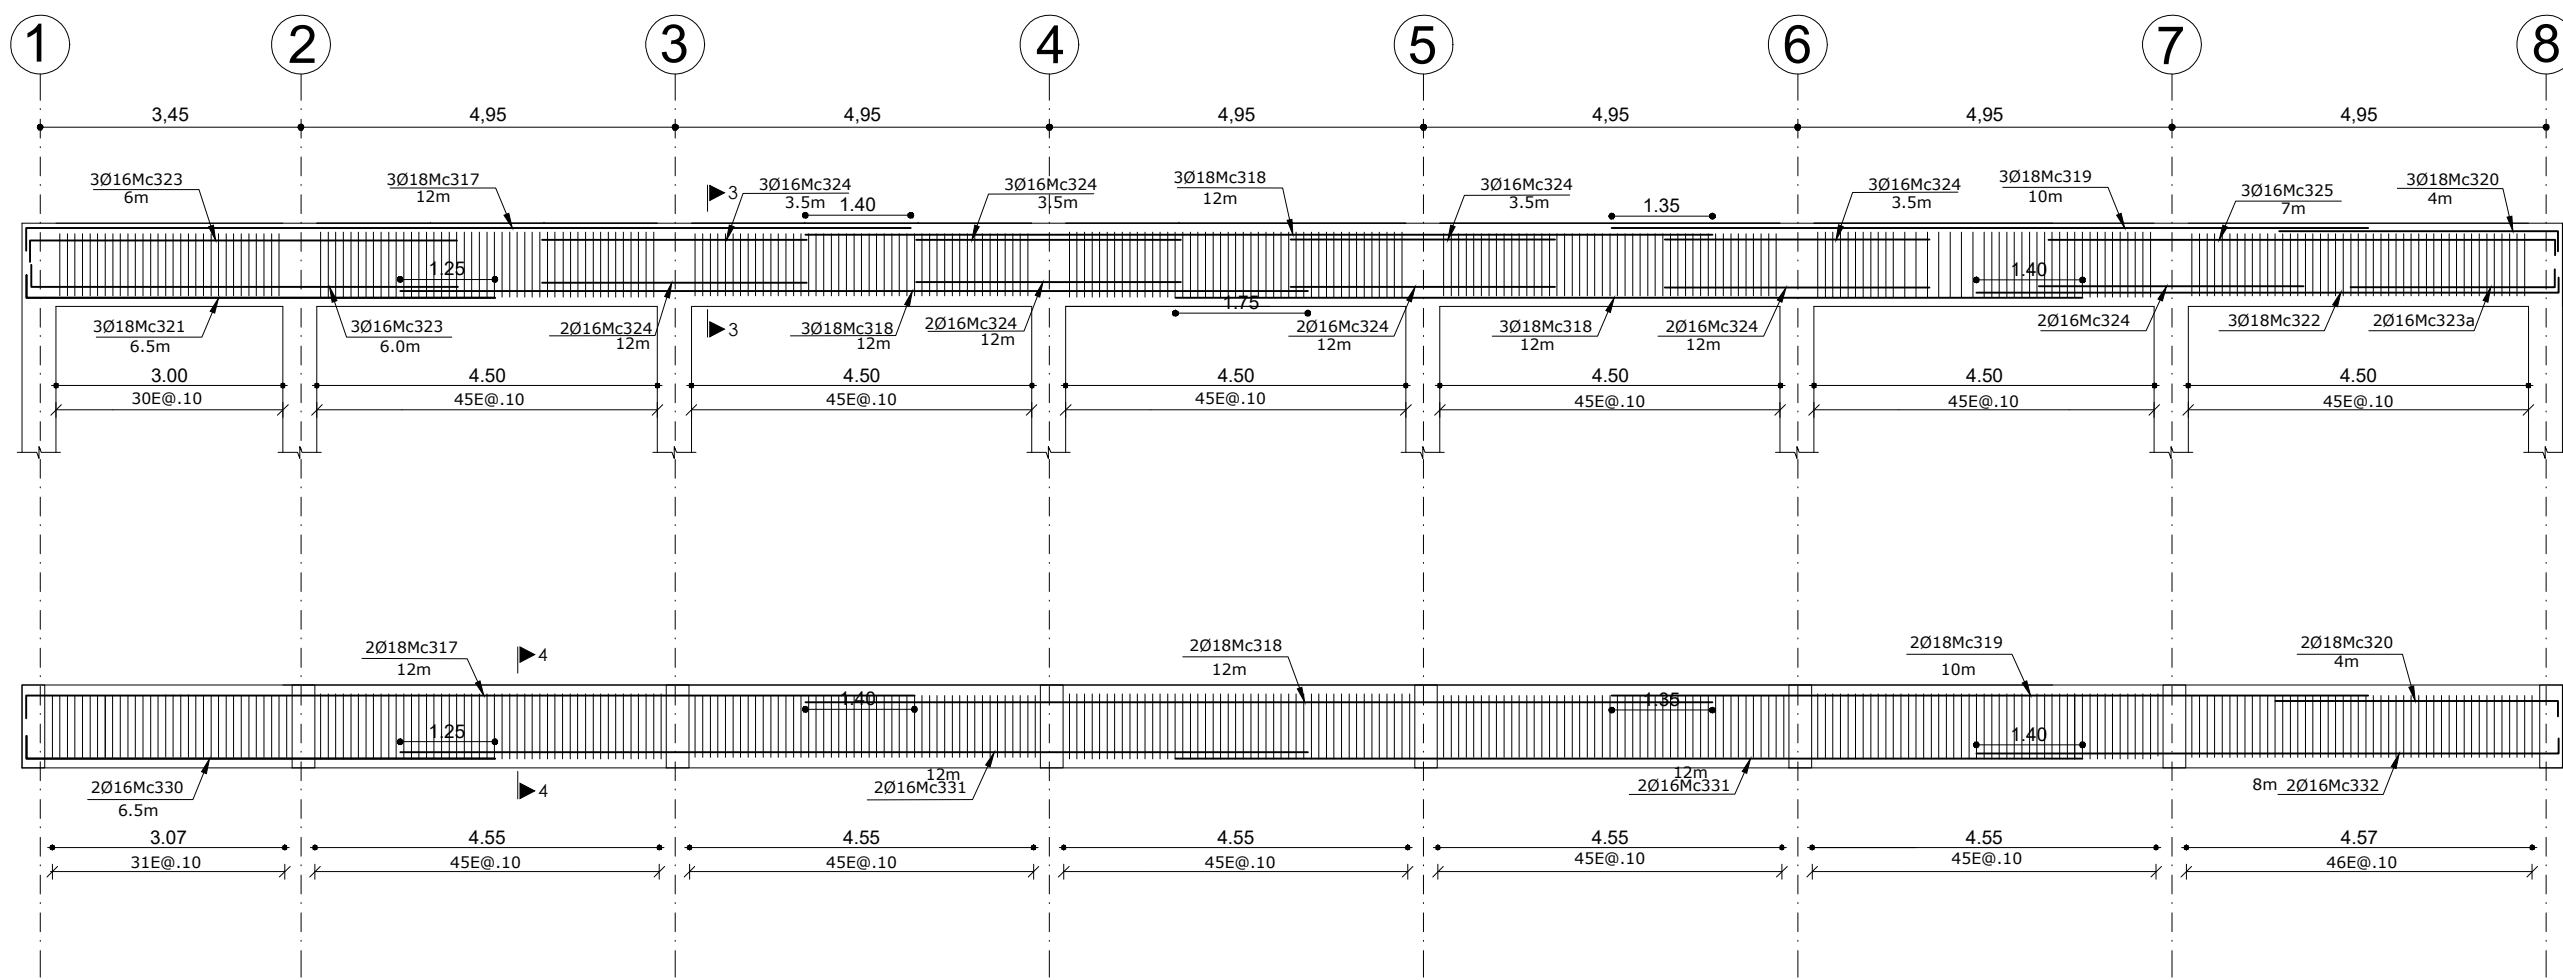 1 2 3 4 5 6 7 8
3,45 4,95 4,95 4,95 4,95 4,95 4,95
3Ø16Mc323
6m
3Ø18Mc317
12m
3
3Ø16Mc324
3.5m
1.40
3Ø16Mc324
3.5m
3Ø18Mc318
12m
3Ø16Mc324
3.5m
1.35
3Ø16Mc324
3.5m
3Ø18Mc319
10m
3Ø16Mc325
7m
3Ø18Mc320
4m
1.25
1.40
1.75
3Ø18Mc321
6.5m
3Ø16Mc323
6.0m
2Ø16Mc324
12m
3
3Ø18Mc318
12m
2Ø16Mc324
12m
2Ø16Mc324
12m
3Ø18Mc318
12m
2Ø16Mc324
12m
2Ø16Mc324
3Ø18Mc322
2Ø16Mc323a
3.00 4.50 4.50 4.50 4.50 4.50 4.50
30E@.10 45E@.10 45E@.10 45E@.10 45E@.10 45E@.10 45E@.10
2Ø18Mc317
12m
4
2Ø18Mc318
12m
2Ø18Mc319
10m
2Ø18Mc320
4m
1.40
1.35
1.25
1.40
2Ø16Mc330
6.5m
4
12m
2Ø16Mc331
12m
2Ø16Mc331
8m 2Ø16Mc332
3.07 4.55 4.55 4.55 4.55 4.55 4.57
31E@.10 45E@.10 45E@.10 45E@.10 45E@.10 45E@.10 46E@.10